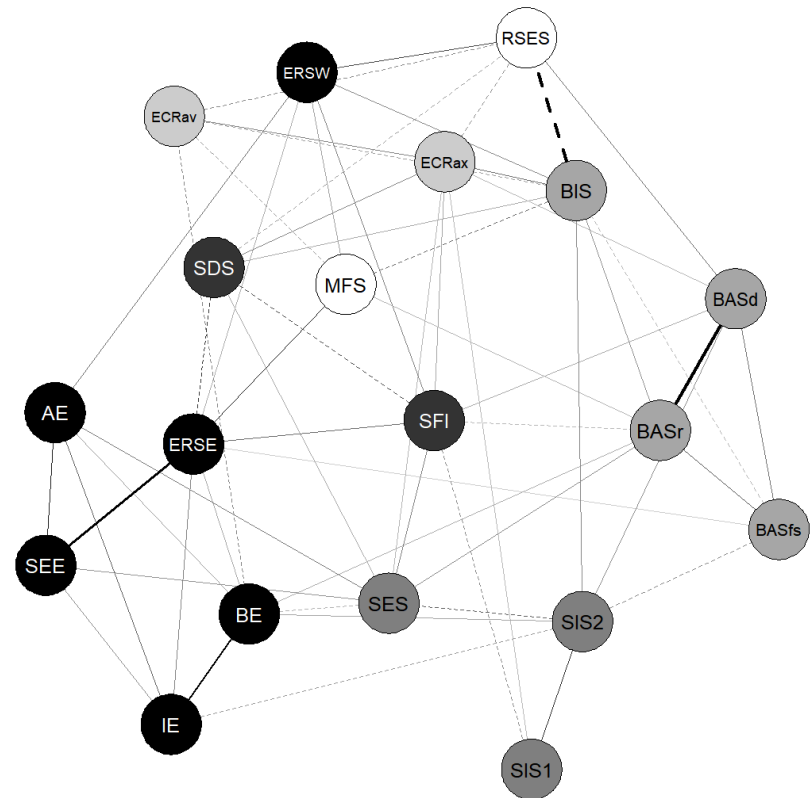 RSES
ERSW
ECRav
ECRax
BIS
SDS
MFS
BASd
AE
SFI
BASr
ERSE
BASfs
SEE
SES
BE
SIS2
IE
SIS1